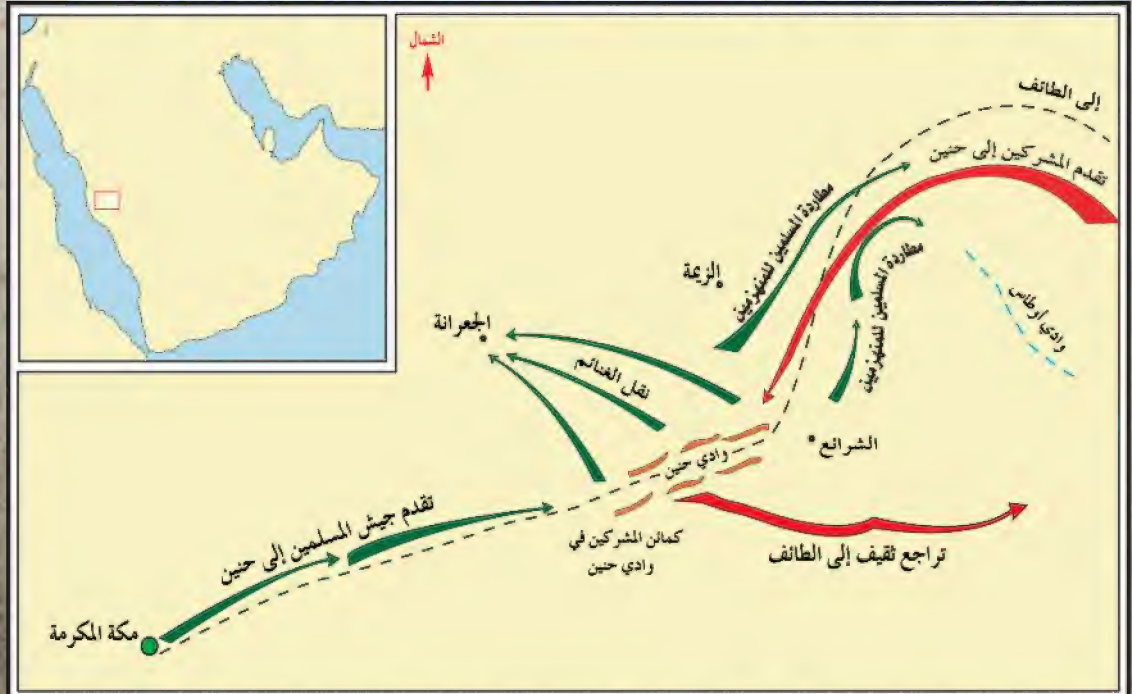 الشمال
إلى الطائف
تقدم المشركين إلى حنين
مطاردة المسلمين للمنهزمين
مطاردة المسلمين للمنهزمين
الزيمة
وادي أوطاس
الجعرانة
نقل الغنائم
الشرائع
وادي حنين
تقدم جيش المسلمين إلى حنين
كمائن المشركين في
وادي حنين
تراجع ثقيف إلى الطائف
مكة المكرمة